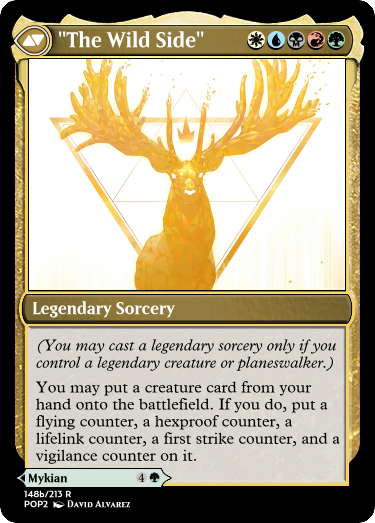 "The Wild Side"
Legendary Sorcery
(You may cast a legendary sorcery only if you
control a legendary creature or planeswalker.)
You may put a creature card from your
hand onto the battlefield. If you do, put a
flying counter, a hexproof counter, a
lifelink counter, a first strike counter, and a
vigilance counter on it.
Mykian 4
148b/213 R
POP2 David Alvarez